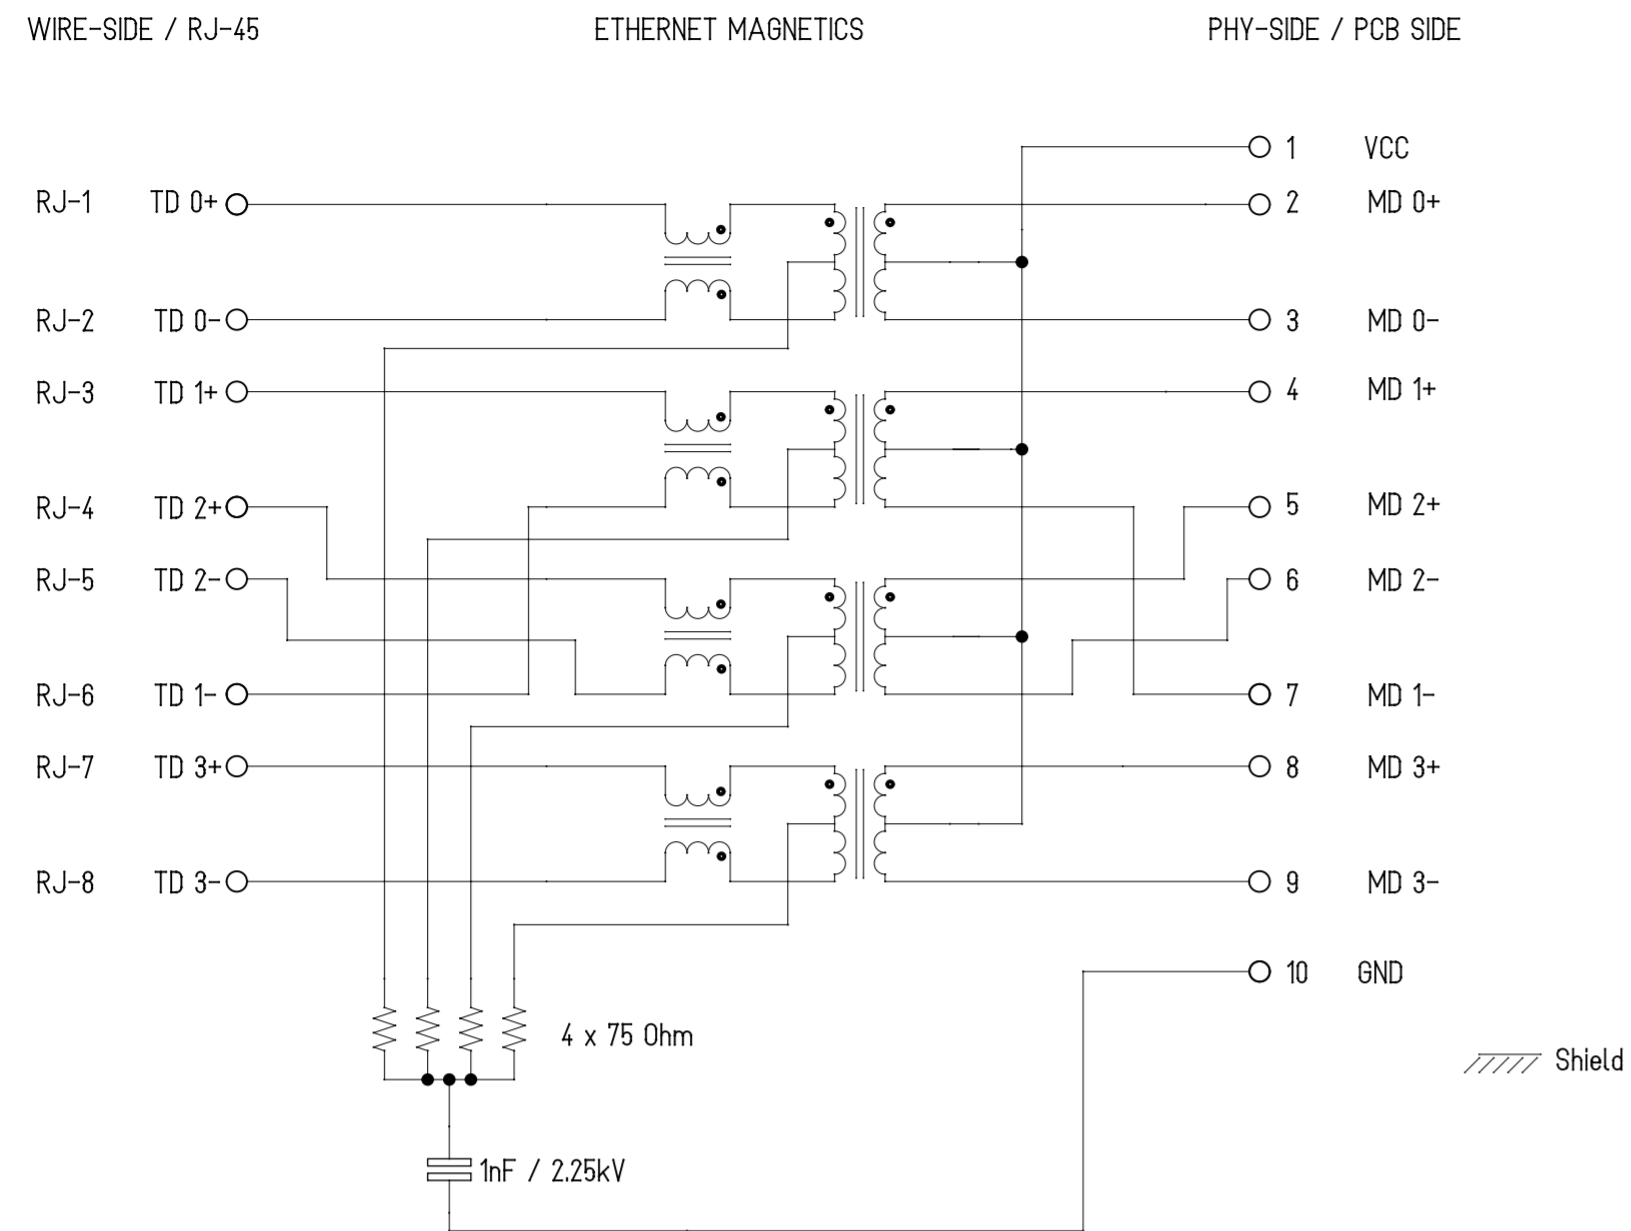 WIRE-SIDE / RJ-45 ETHERNET MAGNETICS PHY-SIDE / PCB SIDE
1 VCC
RJ-1 TD 0+ 2 MD 0+
RJ-2 TD 0- 3 MD 0-
RJ-3 TD 1+ 4 MD 1+
RJ-4 TD 2+ 5 MD 2+
RJ-5 TD 2- 6 MD 2-
RJ-6 TD 1- 7 MD 1-
RJ-7 TD 3+ 8 MD 3+
RJ-8 TD 3- 9 MD 3-
10 GND
4 x 75 Ohm
Shield
1nF / 2.25kV